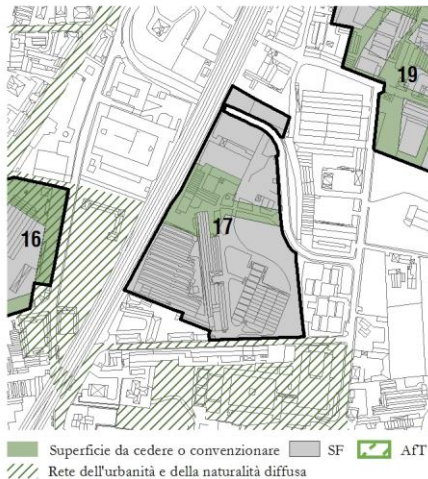 19
16
17
Superficie da cedere o convenzionare SF AfT
Rete dell'urbanità e della naturalità diffusa